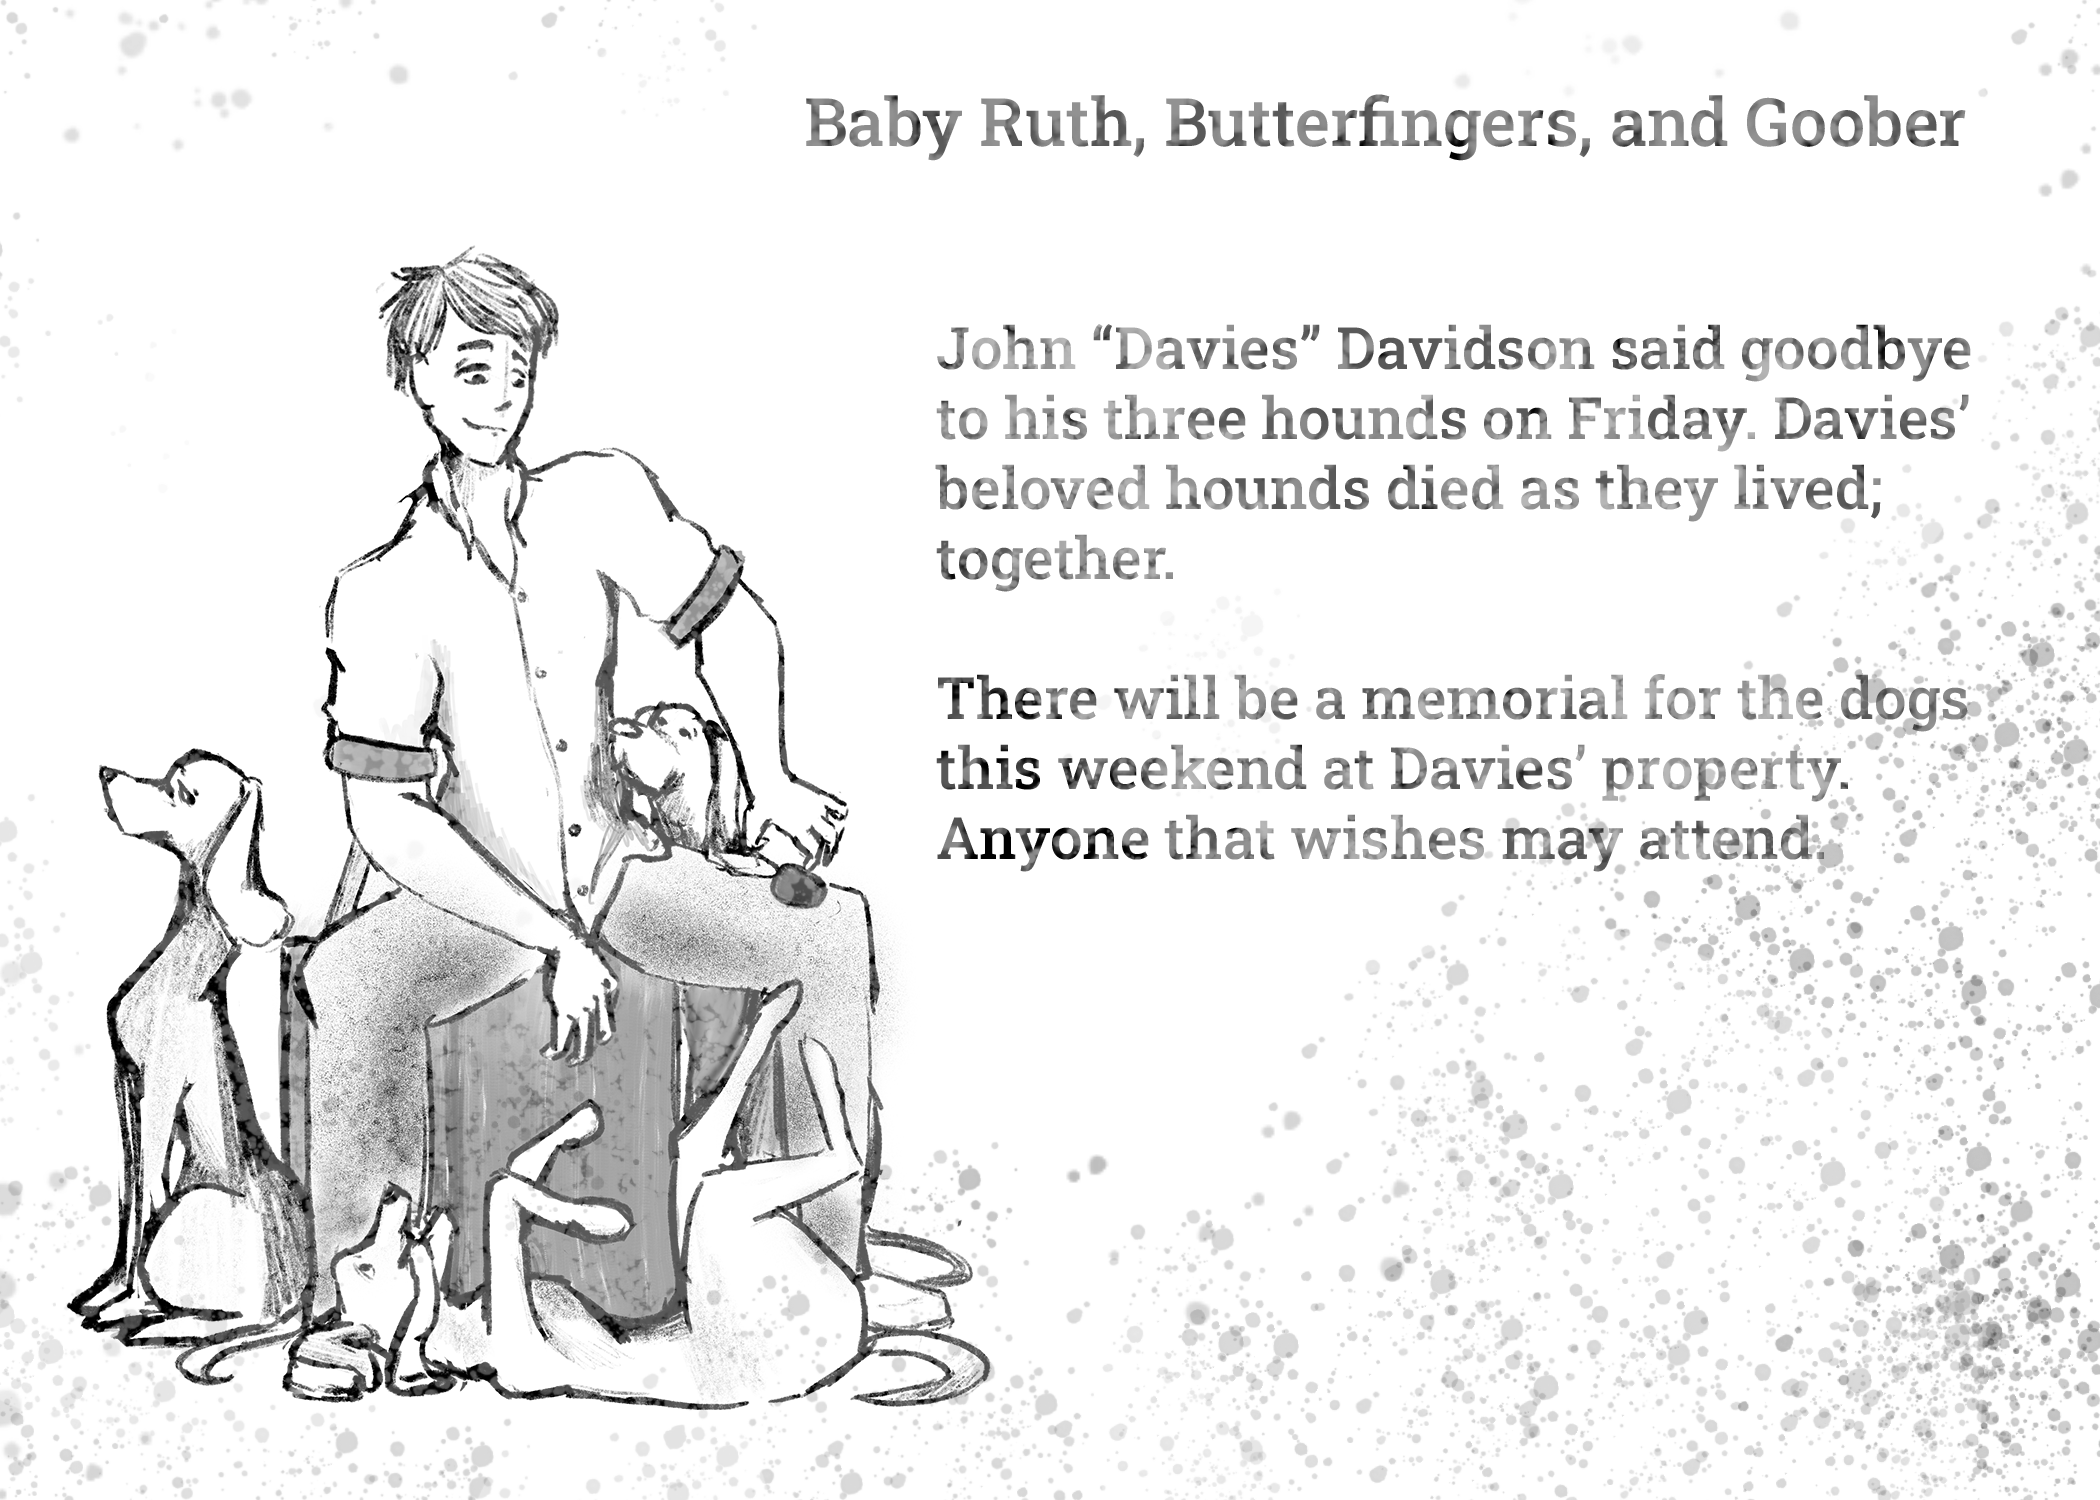 Baby Ruth, Butterfingers, and Goober
John “Davies” Davidson said goodbye
to his three hounds on Friday. Davies’
beloved hounds died as they lived;
together.
There will be a memorial for the dogs
this weekend at Davies’ property.
Anyone that wishes may attend.